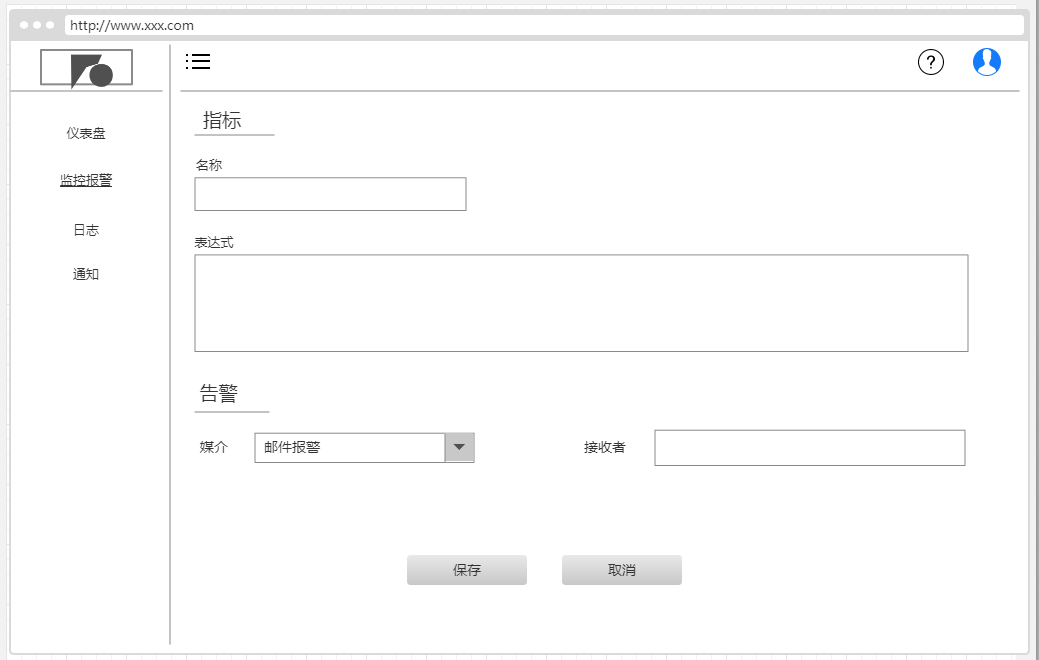 http://www.xxx.com
?
仪表盘
监控报警
日志
通知
指标
名称
表达式
告警
媒介
邮件报警
接收者
保存
取消